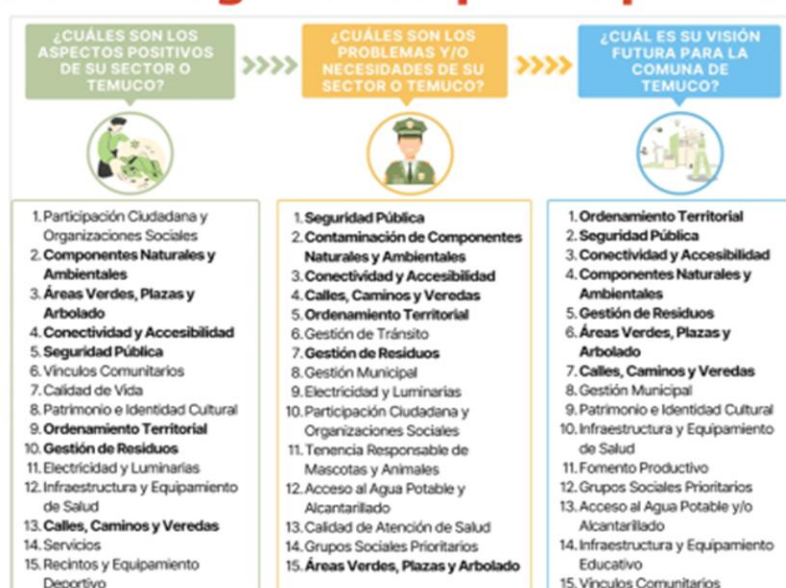 ¿CUÁLES SON LOS
ASPECTOS POSITIVOS
DE SU SECTOR O
TEMUCO?
¿CUÁLES SON LOS
PROBLEMAS Y/O
NECESIDADES DE SU
SECTOR O TEMUCO?
¿CUÁL ES SU VISIÓN
FUTURA PARA LA
COMUNA DE
TEMUCO?
1. Participación Ciudadana y
Organizaciones Sociales
2. Componentes Naturales y
Ambientales
3. Áreas Verdes, Plazas y
Arbolado
4. Conectividad y Accesibilidad
5. Seguridad Pública
6. Vínculos Comunitarios
7. Calidad de Vida
8. Patrimonio e Identidad Cultural
9. Ordenamiento Territorial
10. Gestión de Residuos
11. Electricidad y Luminarias
12. Infraestructura y Equipamiento
de Salud
13. Calles, Caminos y Veredas
14. Servicios
15. Recintos y Equipamiento
Deportivo
1. Seguridad Pública
2. Contaminación de Componentes
Naturales y Ambientales
3. Conectividad y Accesibilidad
4. Calles, Caminos y Veredas
5. Ordenamiento Territorial
6. Gestión de Tránsito
7. Gestión de Residuos
8. Gestión Municipal
9. Electricidad y Luminarias
10. Participación Ciudadana y
Organizaciones Sociales
11. Tenencia Responsable de
Mascotas y Animales
12. Acceso al Agua Potable y
Alcantarillado
13. Calidad de Atención de Salud
14. Grupos Sociales Prioritarios
15. Áreas Verdes, Plazas y Arbolado
1. Ordenamiento Territorial
2. Seguridad Pública
3. Conectividad y Accesibilidad
4. Componentes Naturales y
Ambientales
5. Gestión de Residuos
6. Áreas Verdes, Plazas y
Arbolado
7. Calles, Caminos y Veredas
8. Gestión Municipal
9. Patrimonio e Identidad Cultural
10. Infraestructura y Equipamiento
de Salud
11. Fomento Productivo
12. Grupos Sociales Prioritarios
13. Acceso al Agua Potable y/o
Alcantarillado
14. Infraestructura y Equipamiento
Educativo
15. Vínculos Comunitarios